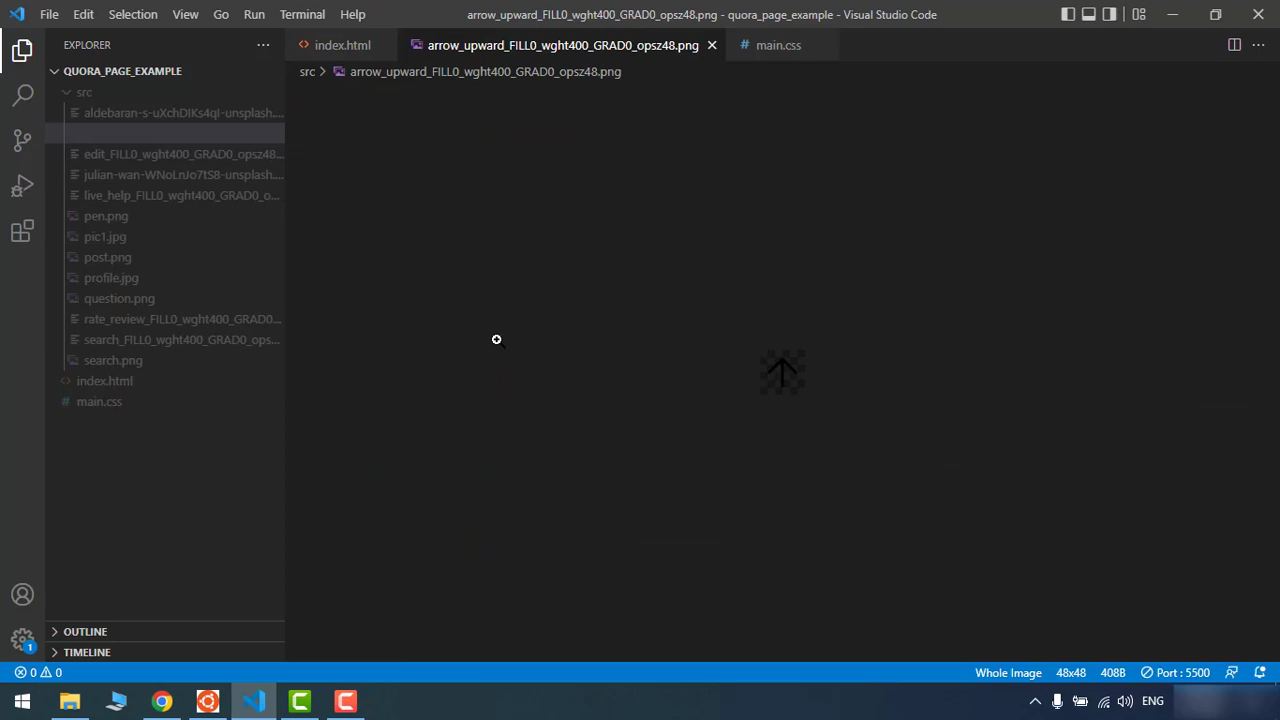 File Edit Selection View Go Run Terminal Help
arrow_upward_FILL0_wght400_GRAD0_opsz48.png - quora_page_example - Visual Studio Code
EXPLORER
index.html
arrow_upward_FILL0_wght400_GRAD0_opsz48.png
main.css
QUORA_PAGE_EXAMPLE
src > arrow_upward_FILL0_wght400_GRAD0_opsz48.png
src
aldebaran-s-uXchDIKs4qI-unsplash....
edit_FILL0_wght400_GRAD0_opsz48...
julian-wan-WNoLnJo7tS8-unsplash....
live_help_FILL0_wght400_GRAD0_o...
pen.png
pic1.jpg
post.png
profile.jpg
question.png
rate_review_FILL0_wght400_GRAD0...
search_FILL0_wght400_GRAD0_ops...
search.png
index.html
main.css
OUTLINE
TIMELINE
1
0 0
Whole Image 48x48 408B Port : 5500
ENG